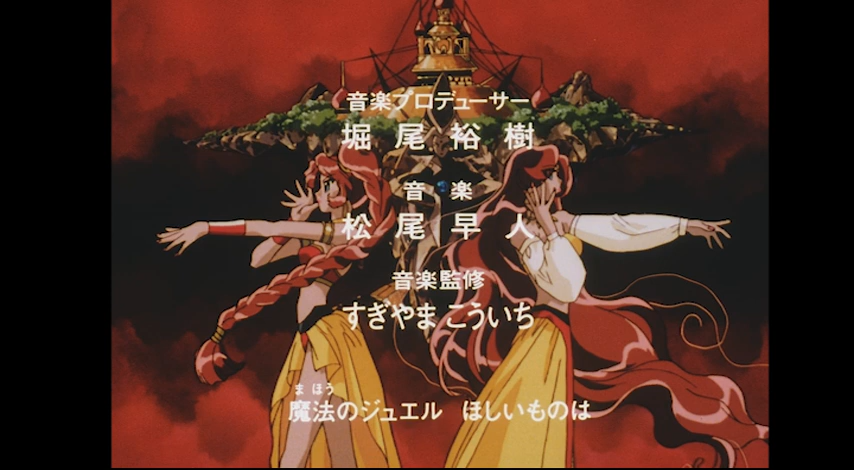 音楽プロデューサー
堀尾裕樹
音楽
松尾早人
音楽監修
すぎやまこういち
まほう
魔法のジュエル　ほしいものは